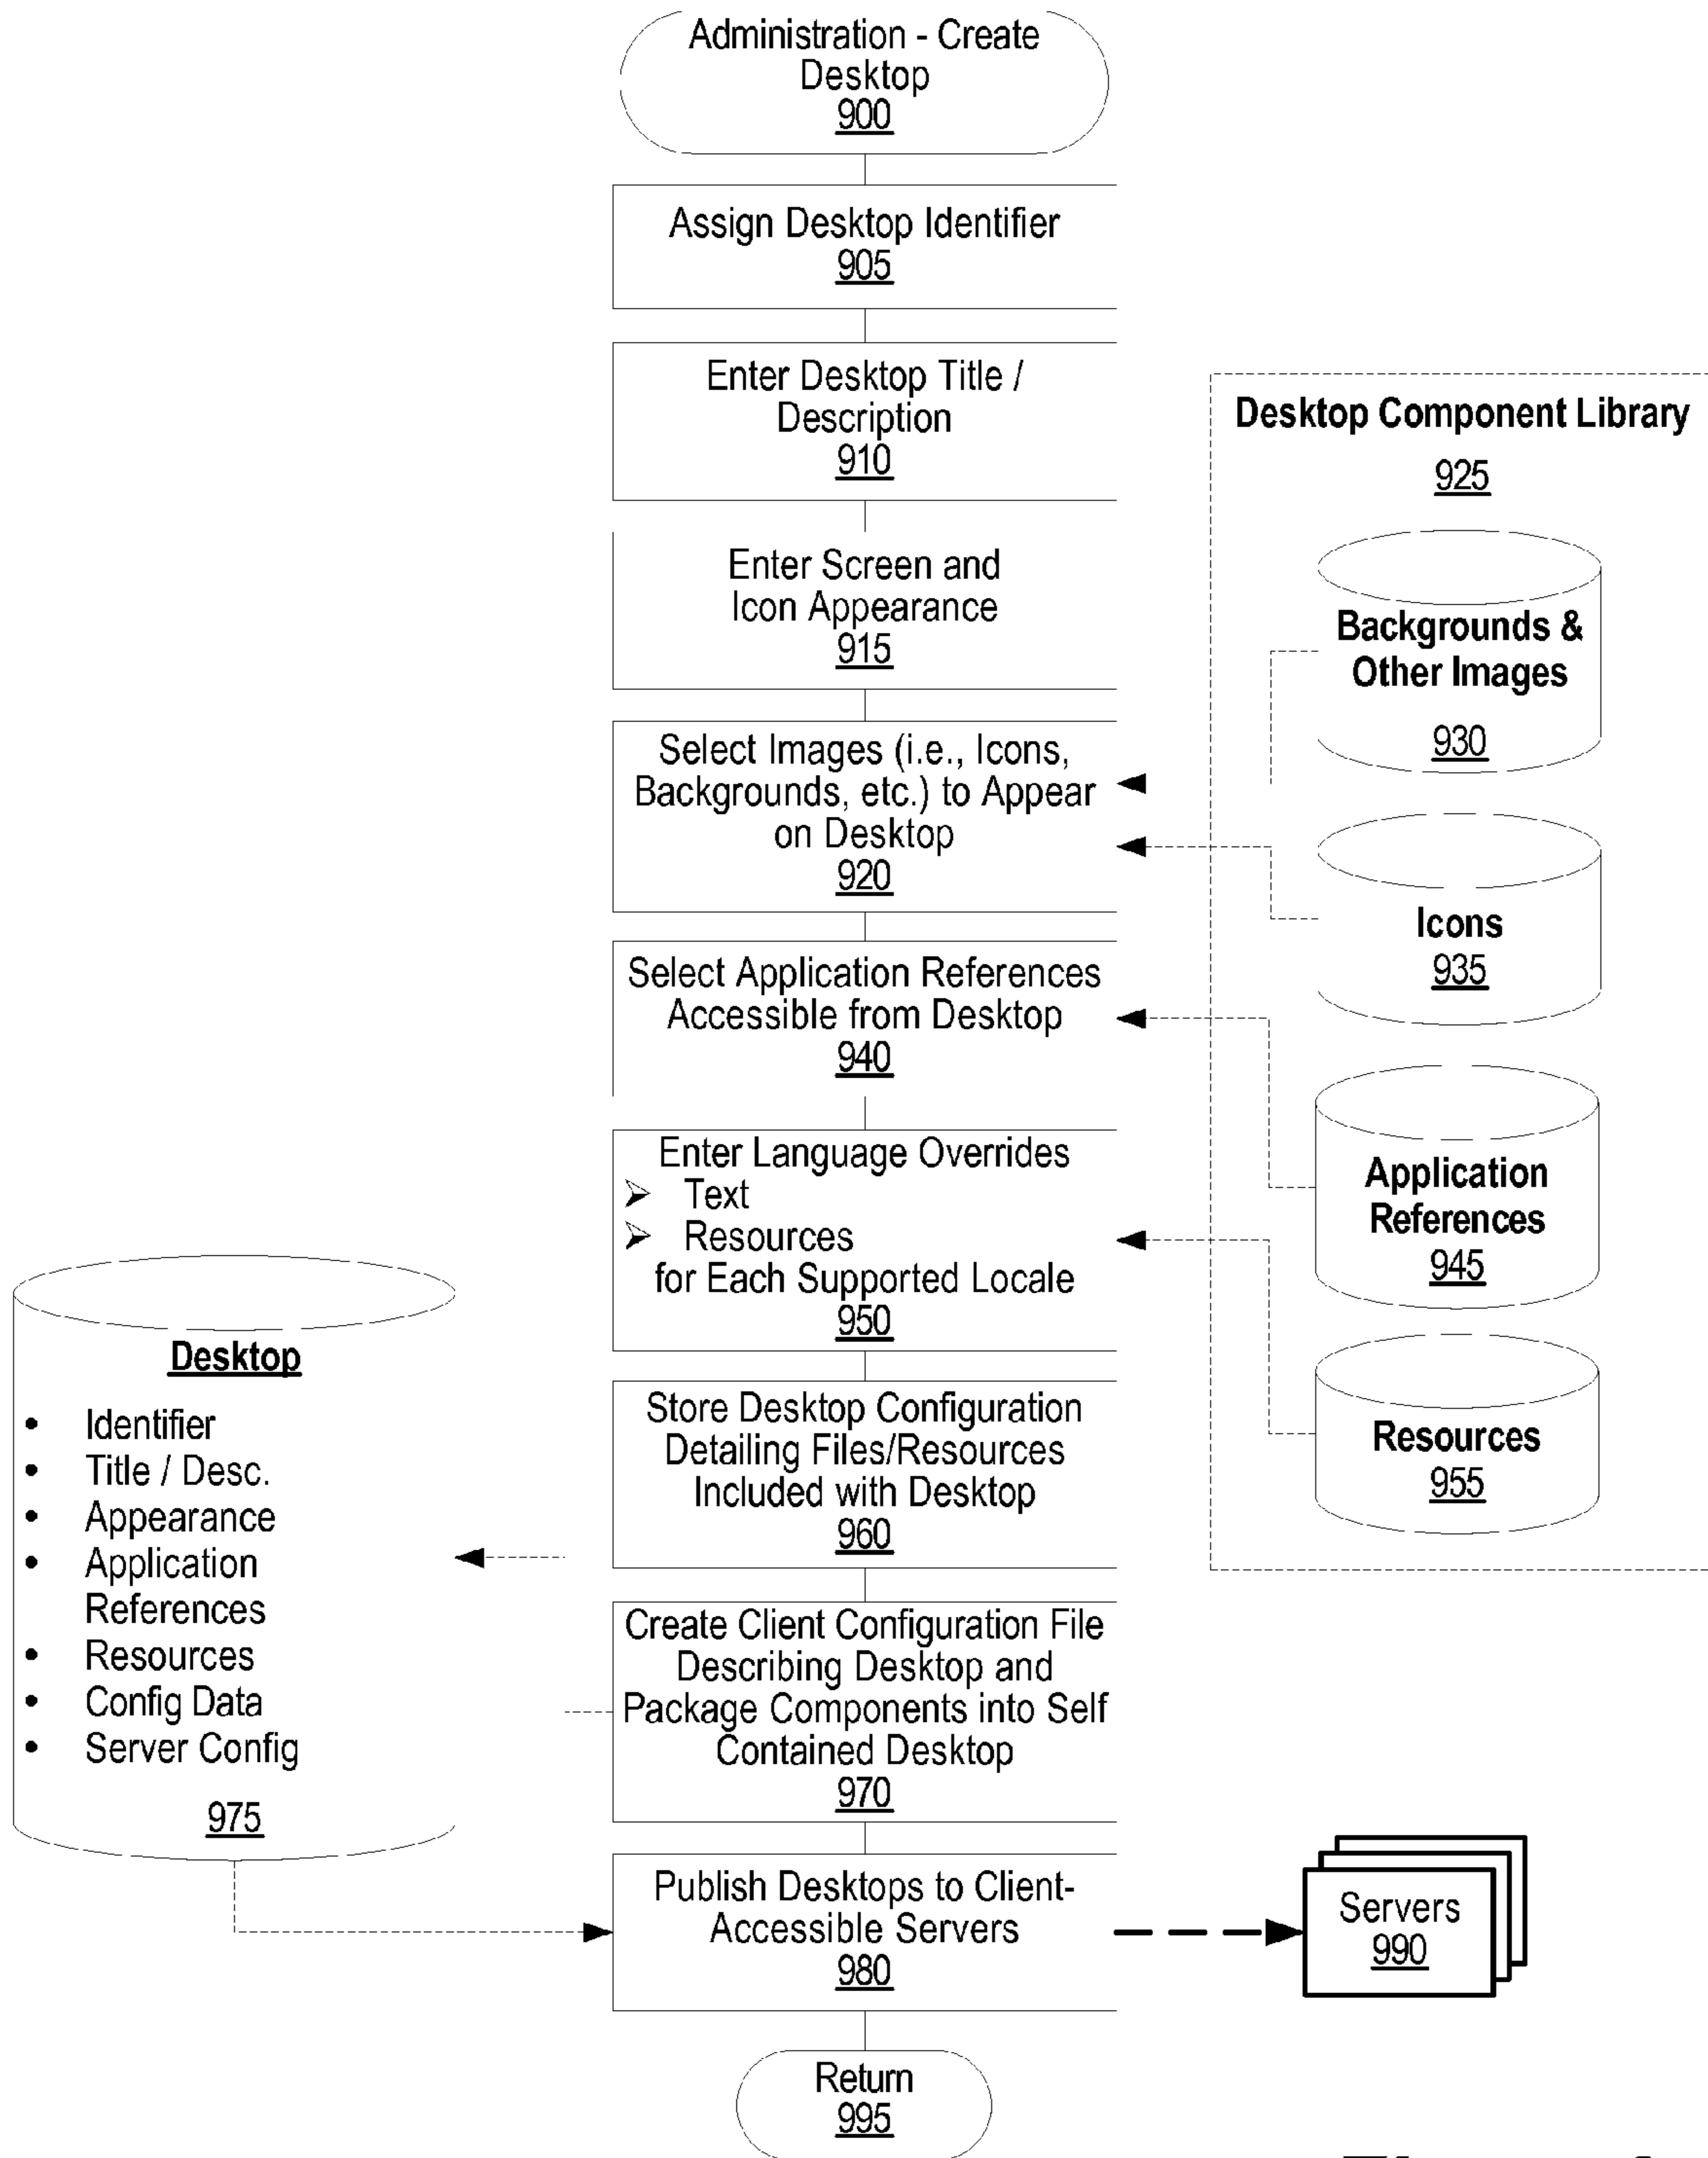 Administration - Create
Desktop
900
Assign Desktop Identifier
905
Enter Desktop Title /
Description
910
Enter Screen and
Icon Appearance
915
Select Images (i.e., Icons,
Backgrounds, etc.) to Appear
on Desktop
920
Select Application References
Accessible from Desktop
940
Enter Language Overrides
➢ Text
➢ Resources
for Each Supported Locale
950
Store Desktop Configuration
Detailing Files/Resources
Included with Desktop
960
Create Client Configuration File
Describing Desktop and
Package Components into Self
Contained Desktop
970
Publish Desktops to Client-
Accessible Servers
980
Return
995
Desktop Component Library
925
Backgrounds &
Other Images
930
Icons
935
Application
References
945
Resources
955
Desktop
• Identifier
• Title / Desc.
• Appearance
• Application
References
• Resources
• Config Data
• Server Config
975
Servers
990